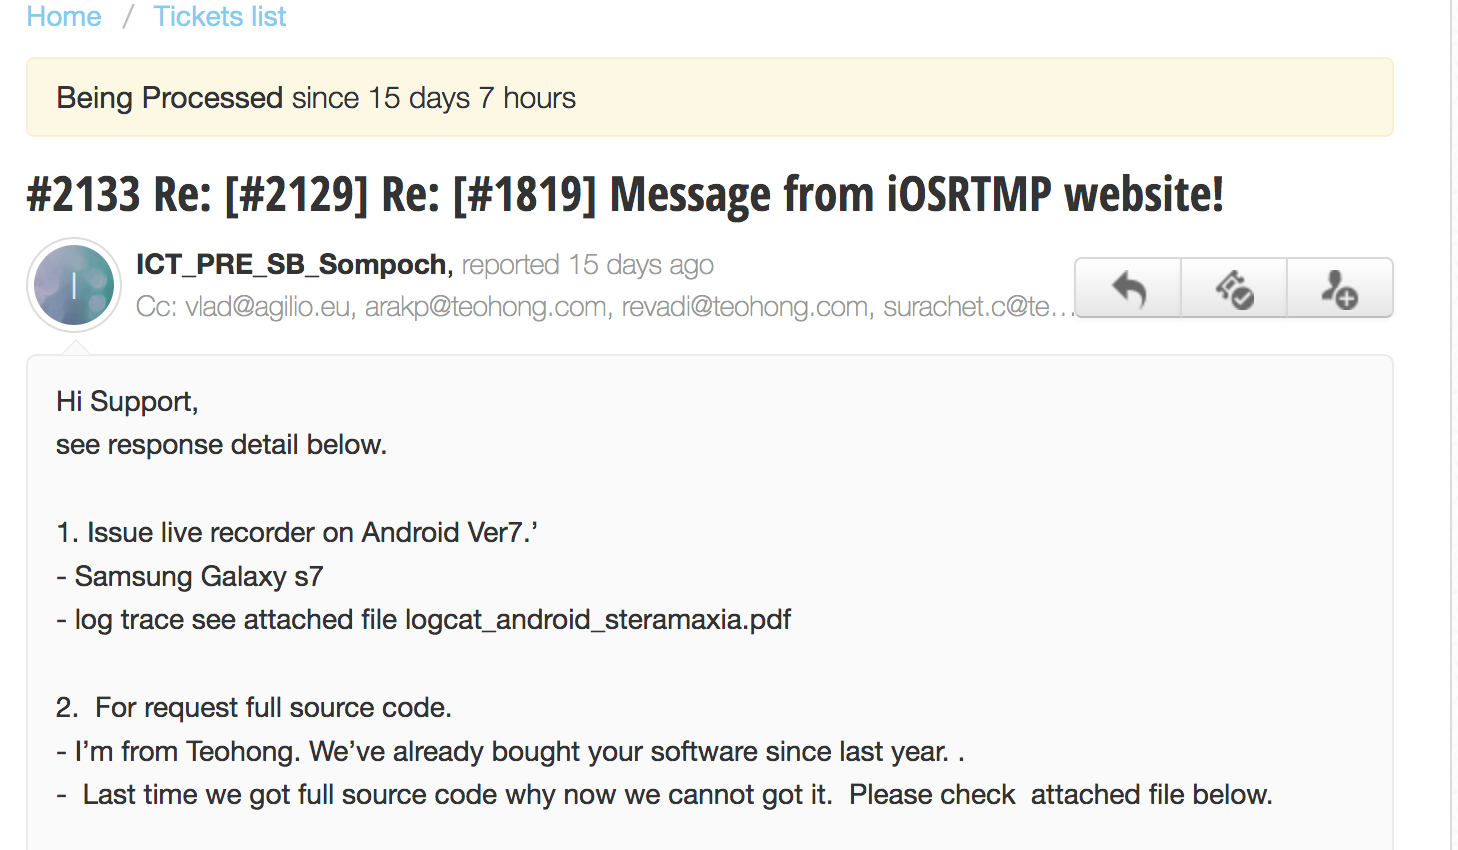 Home / Tickets list
Being Processed since 15 days 7 hours
#2133 Re: [#2129] Re: [#1819] Message from iOSRTMP website!
I
ICT_PRE_SB_Sompoch, reported 15 days ago
Cc: vlad@agilio.eu, arakp@teohong.com, revadi@teohong.com, surachet.c@te...
Hi Support,
see response detail below.
1. Issue live recorder on Android Ver7.’
- Samsung Galaxy s7
- log trace see attached file logcat_android_steramaxia.pdf
2.  For request full source code.
- I’m from Teohong. We’ve already bought your software since last year. .
-  Last time we got full source code why now we cannot got it.  Please check  attached file below.